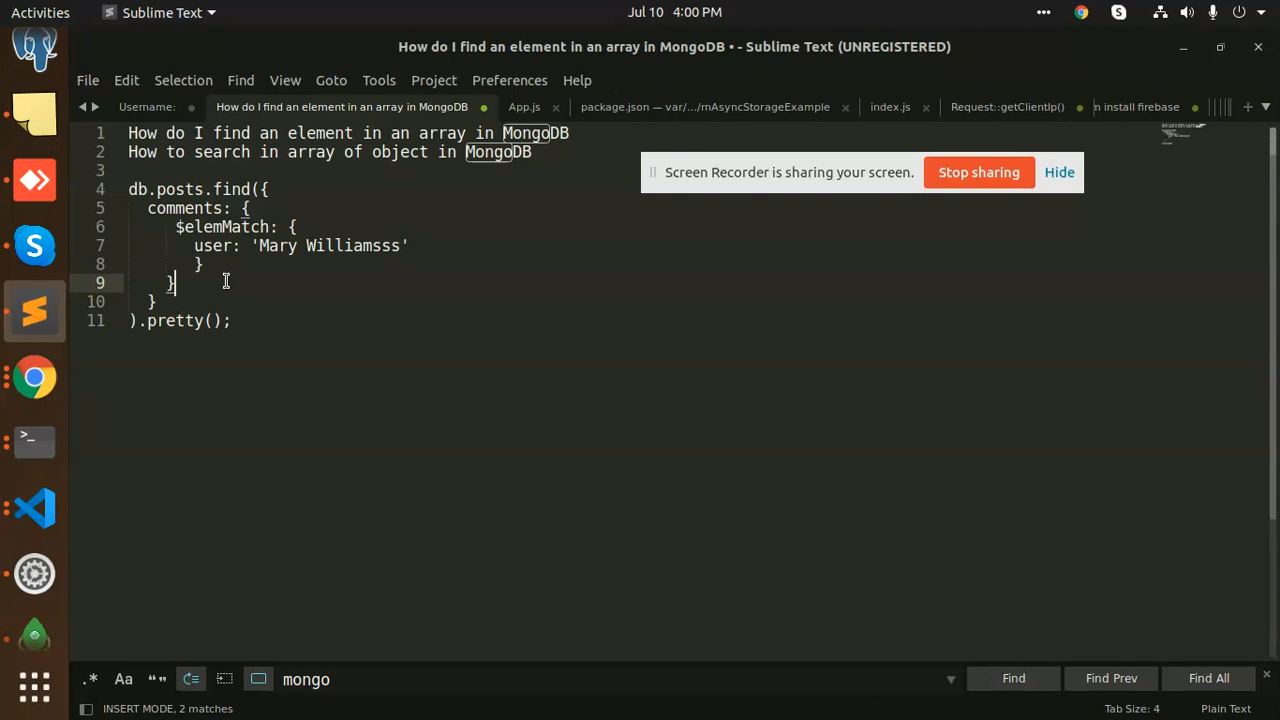 Activities
Sublime Text
Jul 10 4:00 PM
How do I find an element in an array in MongoDB • - Sublime Text (UNREGISTERED)
File Edit Selection Find View Goto Tools Project Preferences Help
Username:
How do I find an element in an array in MongoDB
App.js
package.json — var/.../mAsyncStorageExample
index.js
Request::getClientIp()
n install firebase
1 How do I find an element in an array in MongoDB
2 How to search in array of object in MongoDB
3
4 db.posts.find({
5 comments: {
6 $elemMatch: {
7 user: 'Mary Williamsss'
8 }
9 }
10 }
11 ).pretty();
Screen Recorder is sharing your screen.
Stop sharing
Hide
.* Aa “”
mongo
Find
Find Prev
Find All
INSERT MODE, 2 matches
Tab Size: 4
Plain Text